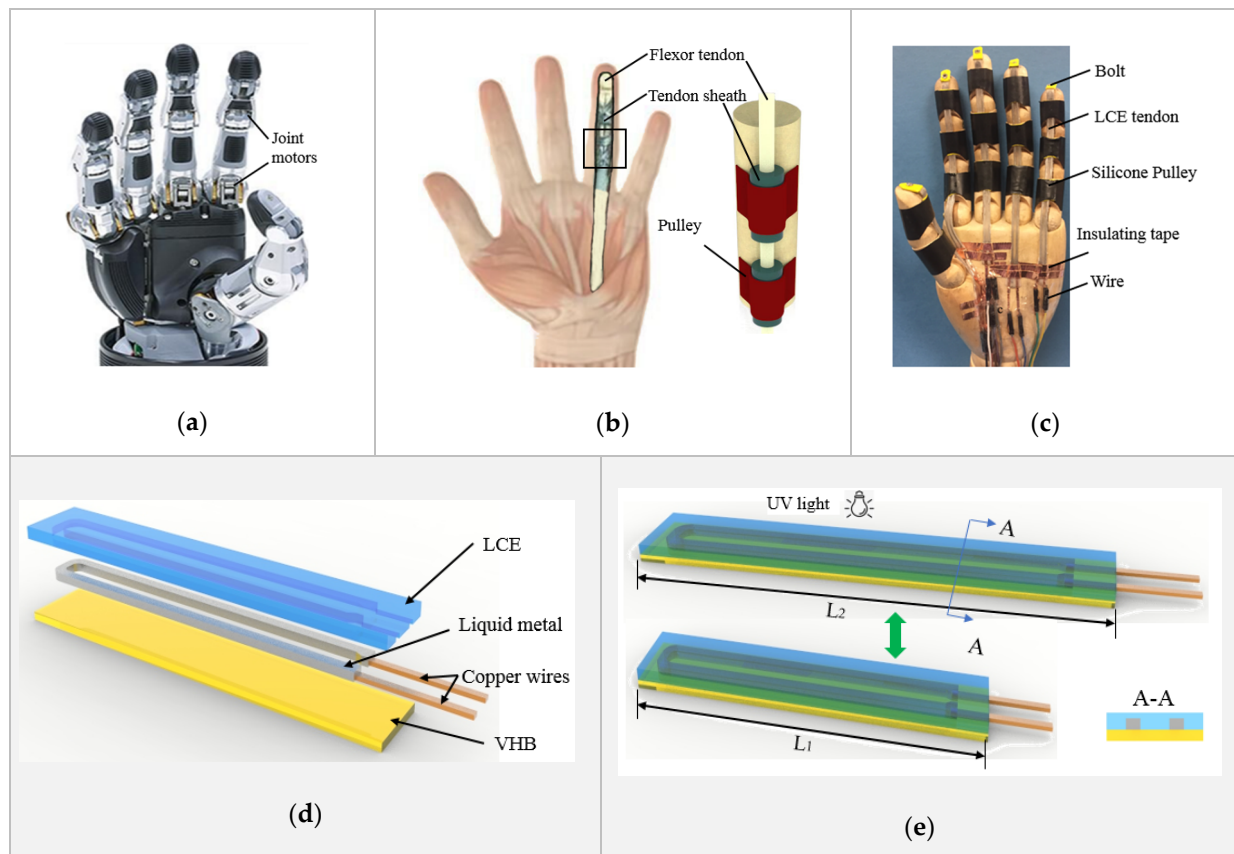 Joint
motors
(a)
Flexor tendon
Tendon sheath
Pulley
(b)
Bolt
LCE tendon
Silicone Pulley
Insulating tape
Wire
c
(c)
LCE
Liquid metal
Copper wires
VHB
(d)
UV light
A
L2
A
L1
A-A
(e)